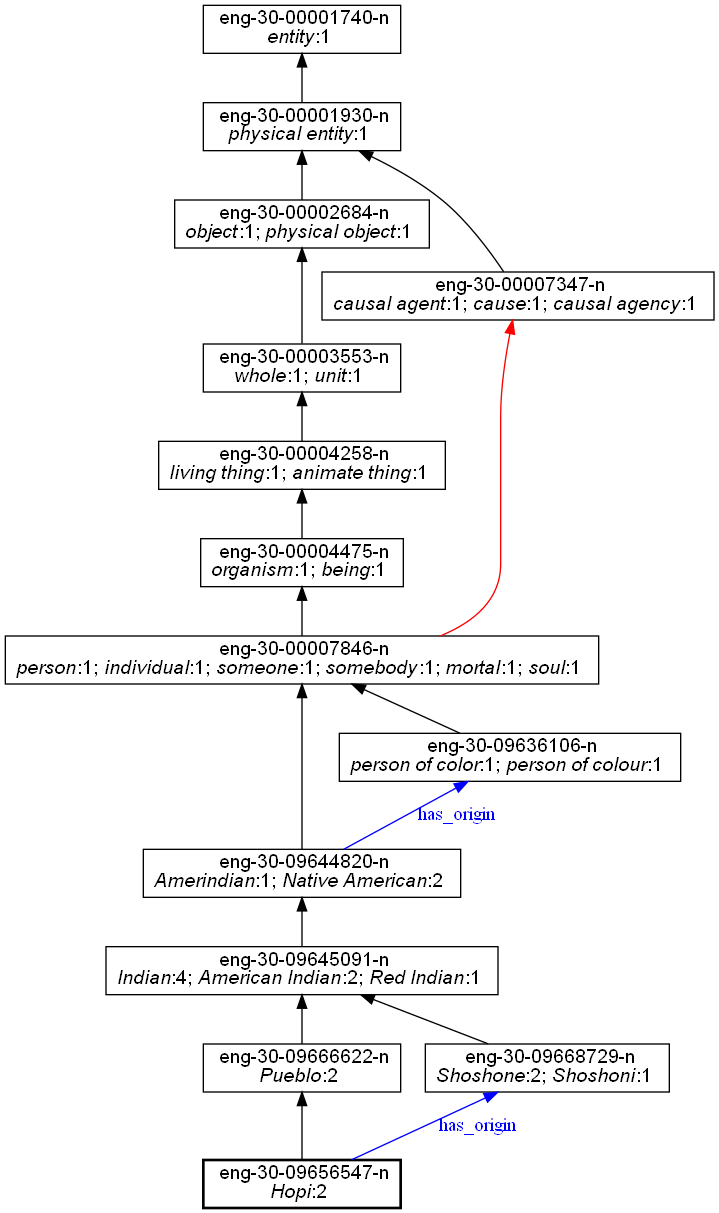 eng-30-00001740-n
entity:1
eng-30-00001930-n
physical entity:1
eng-30-00002684-n
object:1; physical object:1
eng-30-00007347-n
causal agent:1; cause:1; causal agency:1
eng-30-00003553-n
whole:1; unit:1
eng-30-00004258-n
living thing:1; animate thing:1
eng-30-00004475-n
organism:1; being:1
eng-30-00007846-n
person:1; individual:1; someone:1; somebody:1; mortal:1; soul:1
eng-30-09636106-n
person of color:1; person of colour:1
has_origin
eng-30-09644820-n
Amerindian:1; Native American:2
eng-30-09645091-n
Indian:4; American Indian:2; Red Indian:1
eng-30-09666622-n
Pueblo:2
eng-30-09668729-n
Shoshone:2; Shoshoni:1
has_origin
eng-30-09656547-n
Hopi:2